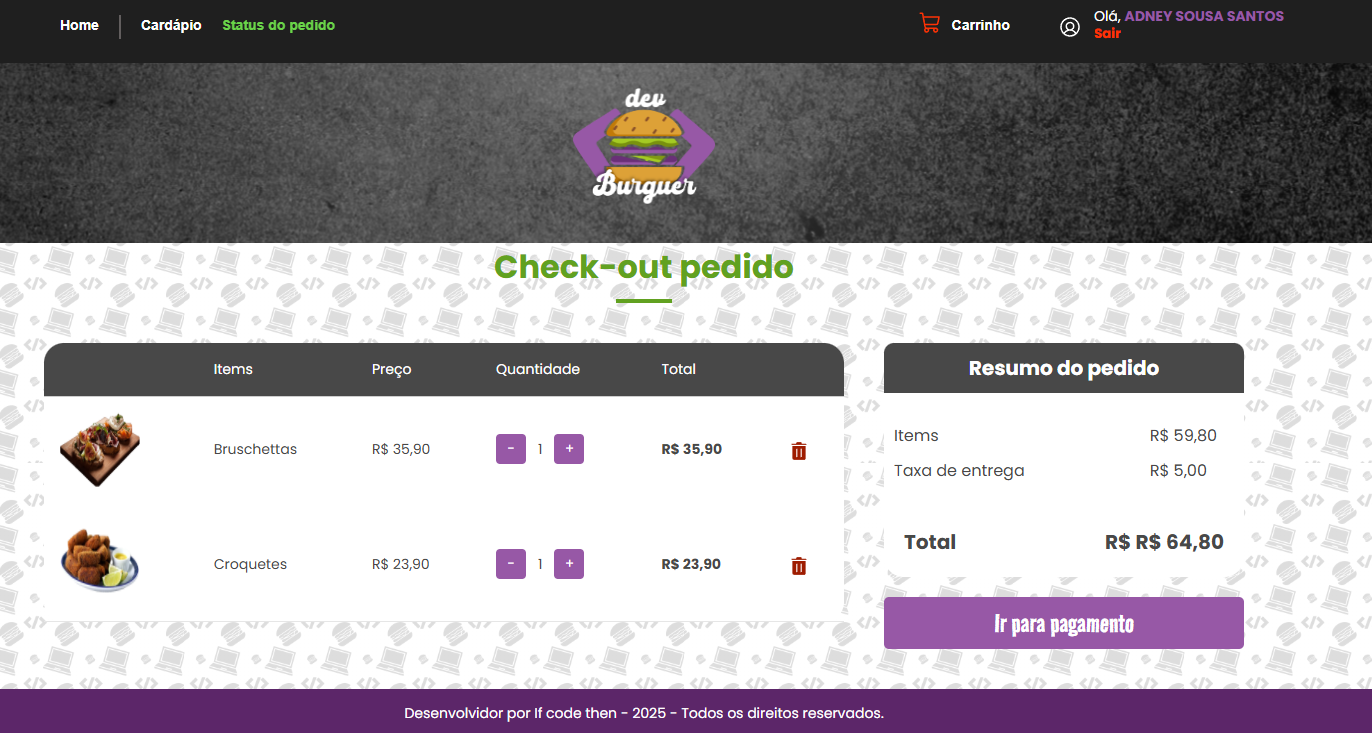 Home Cardápio Status do pedido Carrinho Olá, ADNEY SOUSA SANTOS
Sair
dev
Burguer
Check-out pedido
Items Preço Quantidade Total
Bruschettas R$ 35,90 - 1 + R$ 35,90
Croquetes R$ 23,90 - 1 + R$ 23,90
Resumo do pedido
Items R$ 59,80
Taxa de entrega R$ 5,00
Total R$ R$ 64,80
Ir para pagamento
Desenvolvidor por If code then - 2025 - Todos os direitos reservados.